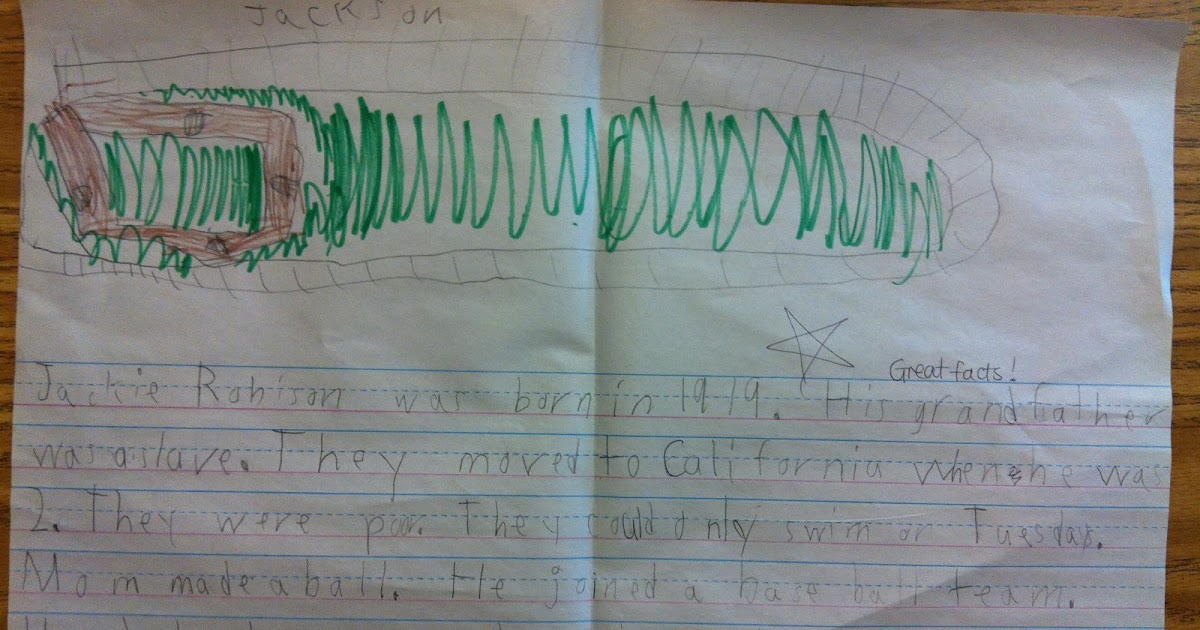 Jackson
Great facts!
Jackie Robison was born in 1919. His grandfather
was a slave. They moved to California when he was
2. They were poor. They could only swim on Tuesdays.
Mom made a ball. He joined a base ball team.